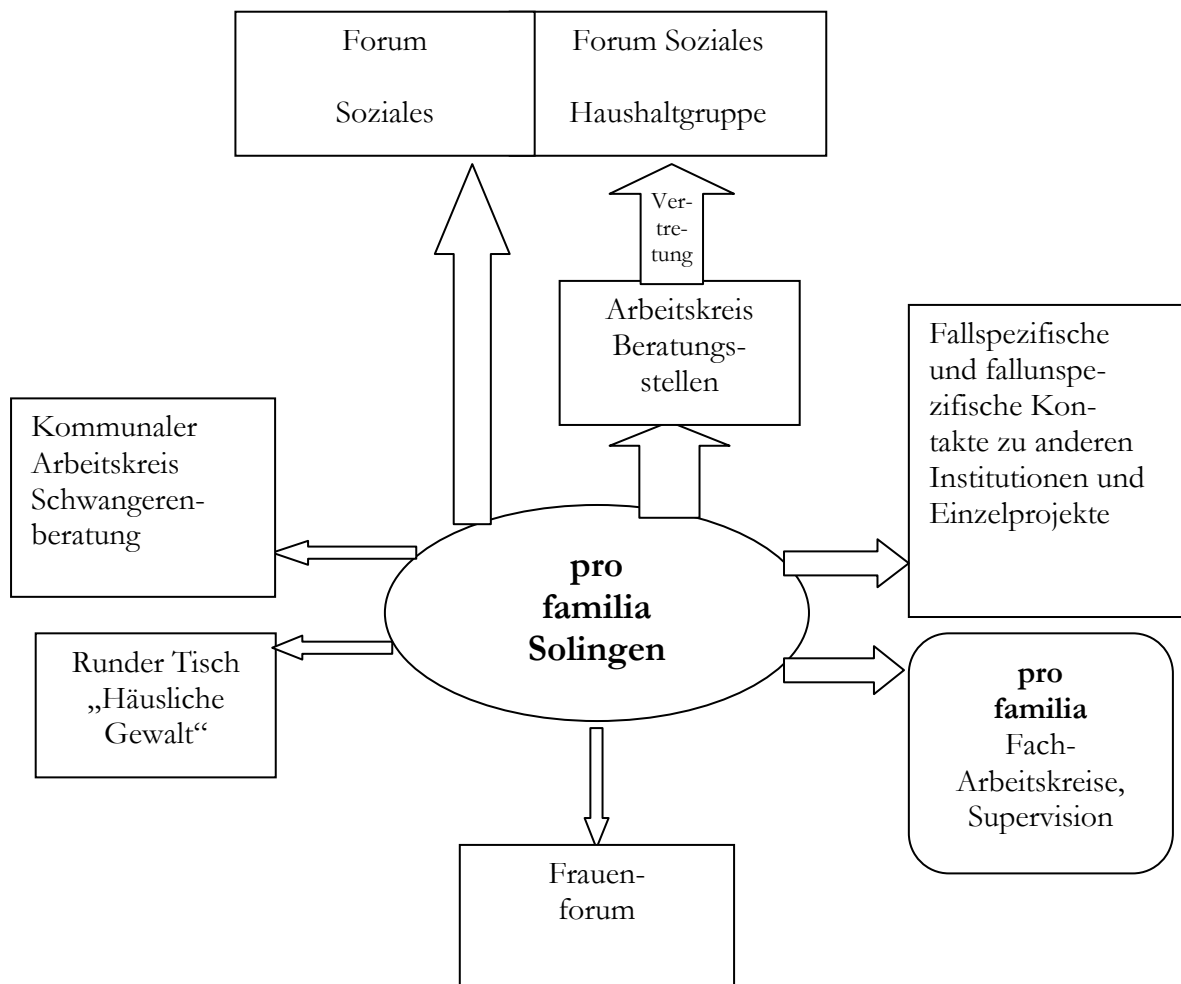 Forum
Soziales
Forum Soziales
Haushaltgruppe
Ver-
tre-
tung
Arbeitskreis
Beratungs-
stellen
Fallspezifische
und fallunspe-
zifische Kon-
takte zu anderen
Institutionen und
Einzelprojekte
Kommunaler
Arbeitskreis
Schwangeren-
beratung
pro
familia
Solingen
Runder Tisch
„Häusliche
Gewalt“
pro
familia
Fach-
Arbeitskreise,
Supervision
Frauen-
forum